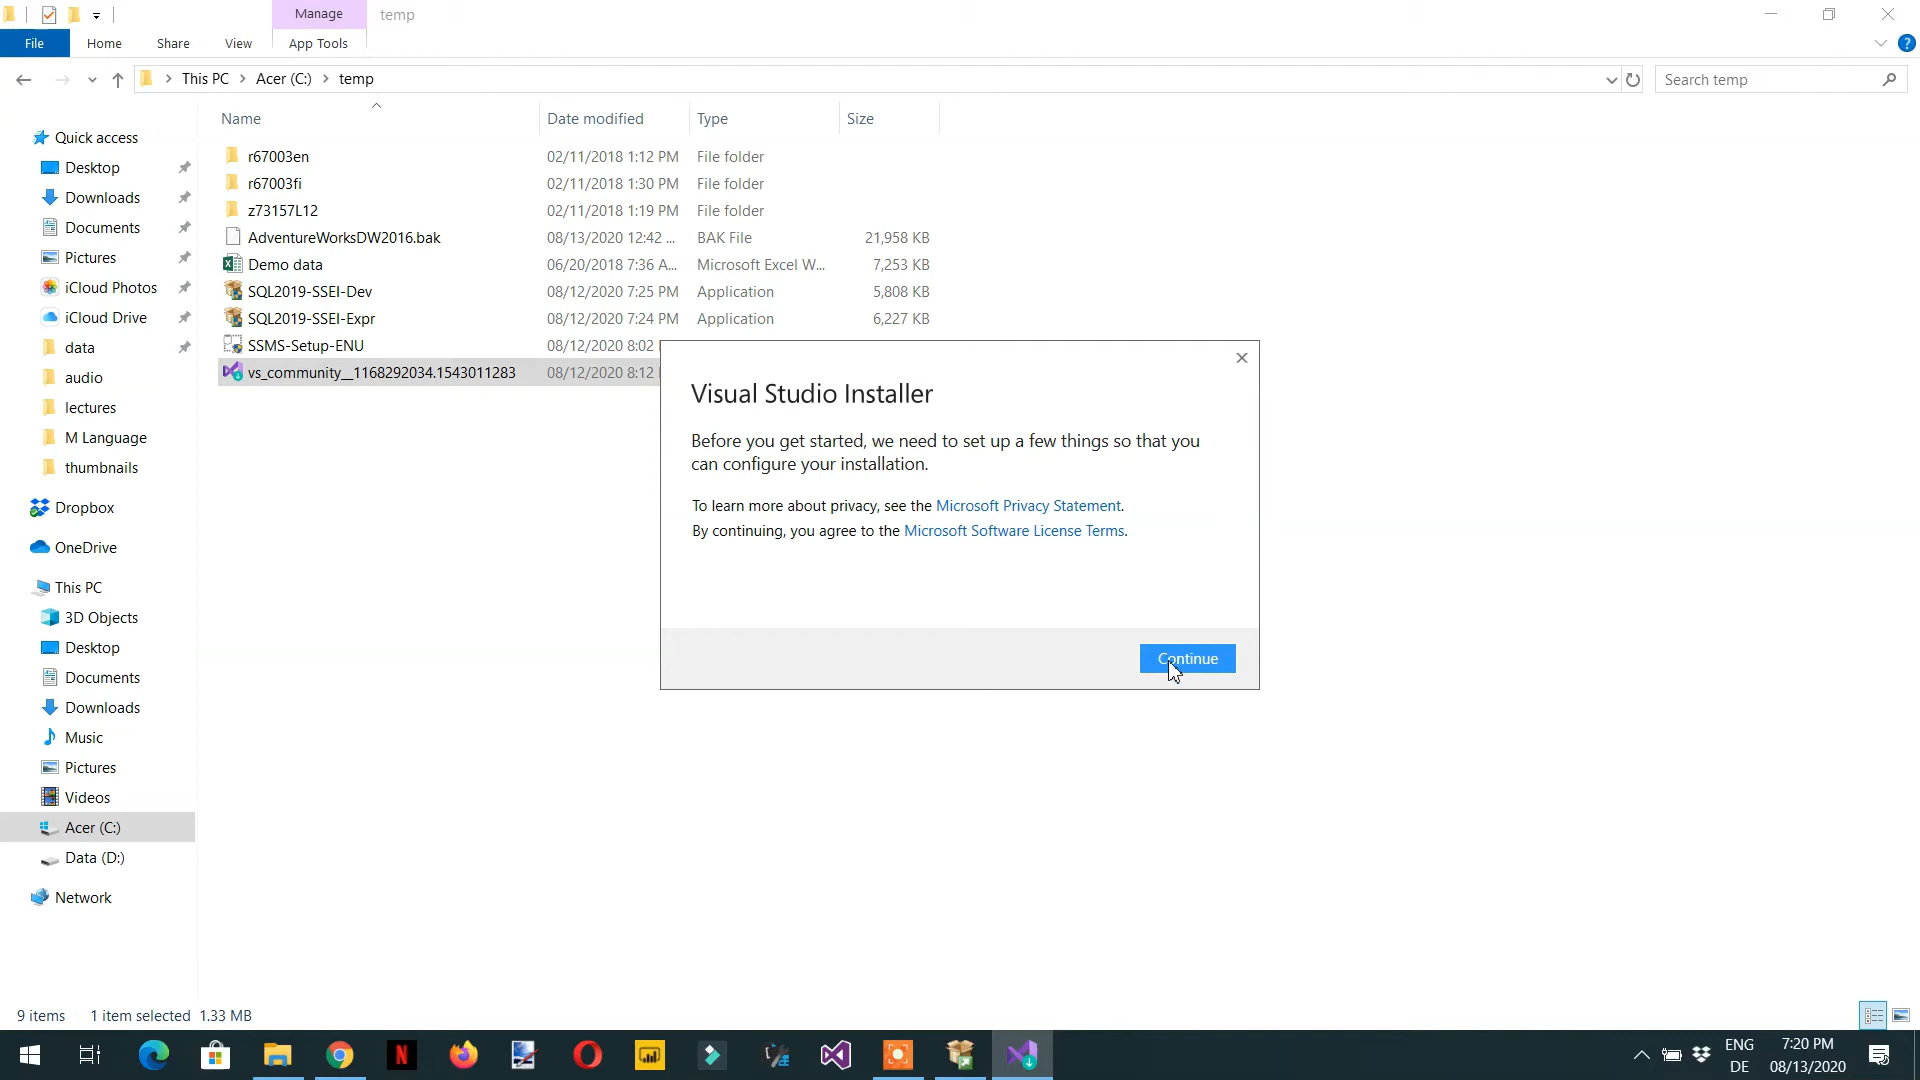 Manage
temp
File
Home
Share
View
App Tools
This PC
Acer (C:)
temp
Search temp
Name
Date modified
Type
Size
Quick access
Desktop
Downloads
Documents
Pictures
iCloud Photos
iCloud Drive
data
audio
lectures
M Language
thumbnails
Dropbox
OneDrive
This PC
3D Objects
Desktop
Documents
Downloads
Music
Pictures
Videos
Acer (C:)
Data (D:)
Network
r67003en 02/11/2018 1:12 PM File folder
r67003fi 02/11/2018 1:30 PM File folder
z73157L12 02/11/2018 1:19 PM File folder
AdventureWorksDW2016.bak 08/13/2020 12:42 ... BAK File 21,958 KB
Demo data 06/20/2018 7:36 A... Microsoft Excel W... 7,253 KB
SQL2019-SSEI-Dev 08/12/2020 7:25 PM Application 5,808 KB
SQL2019-SSEI-Expr 08/12/2020 7:24 PM Application 6,227 KB
SSMS-Setup-ENU 08/12/2020 8:02
vs_community__1168292034.1543011283 08/12/2020 8:12
Visual Studio Installer
Before you get started, we need to set up a few things so that you
can configure your installation.
To learn more about privacy, see the Microsoft Privacy Statement.
By continuing, you agree to the Microsoft Software License Terms.
Continue
9 items 1 item selected 1.33 MB
ENG
DE
7:20 PM
08/13/2020